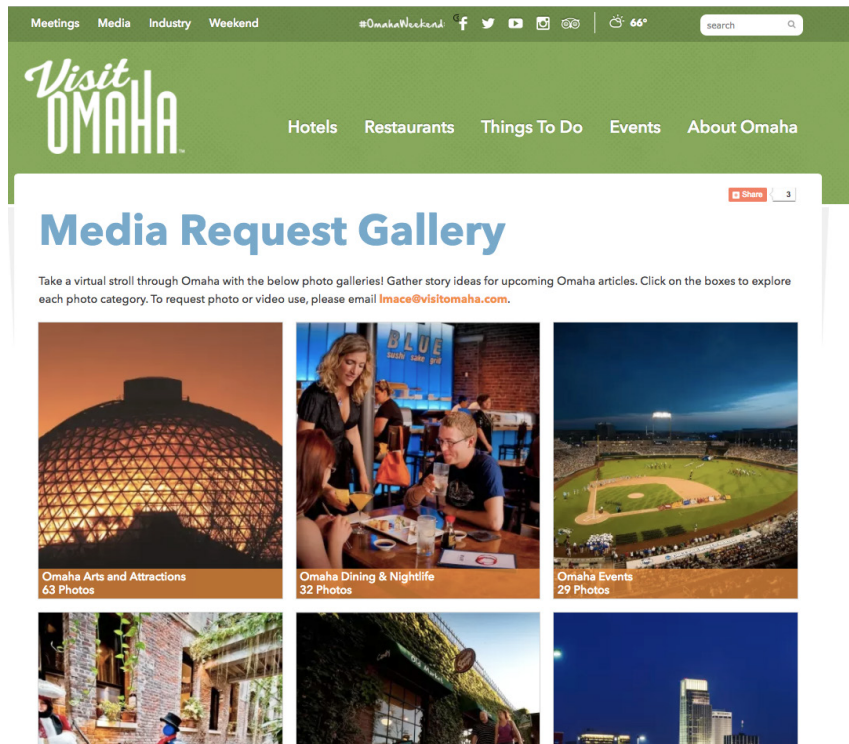 Meetings Media Industry Weekend #OmahaWeekend 66° search
Visit
OMAHA
Hotels Restaurants Things To Do Events About Omaha
Share 3
Media Request Gallery
Take a virtual stroll through Omaha with the below photo galleries! Gather story ideas for upcoming Omaha articles. Click on the boxes to explore
each photo category. To request photo or video use, please email lmace@visitomaha.com.
BLUE
sushi sake grill
Omaha Arts and Attractions
63 Photos
Omaha Dining & Nightlife
32 Photos
Omaha Events
29 Photos